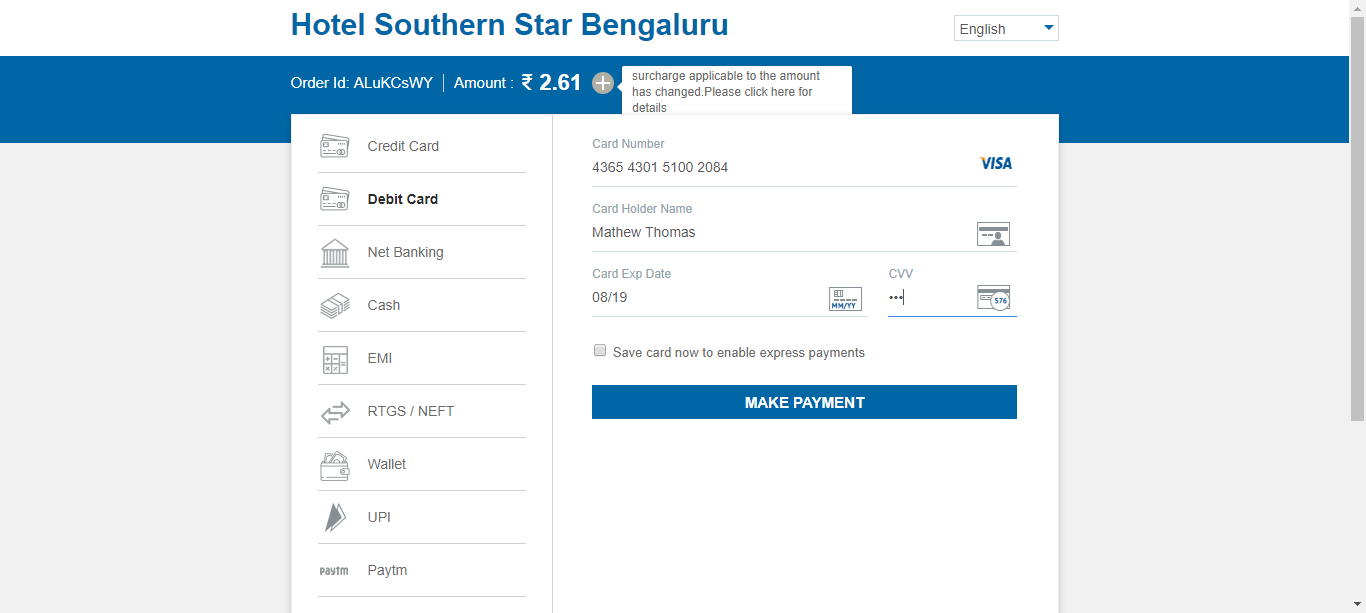 Hotel Southern Star Bengaluru
English
Order Id: ALuKCsWY
Amount : ₹ 2.61
surcharge applicable to the amount
has changed.Please click here for
details
Credit Card
Debit Card
Net Banking
Cash
EMI
RTGS / NEFT
Wallet
UPI
Paytm
Paytm
Card Number
4365 4301 5100 2084
VISA
Card Holder Name
Mathew Thomas
Card Exp Date
08/19
MM/YY
CVV
•••
576
Save card now to enable express payments
MAKE PAYMENT